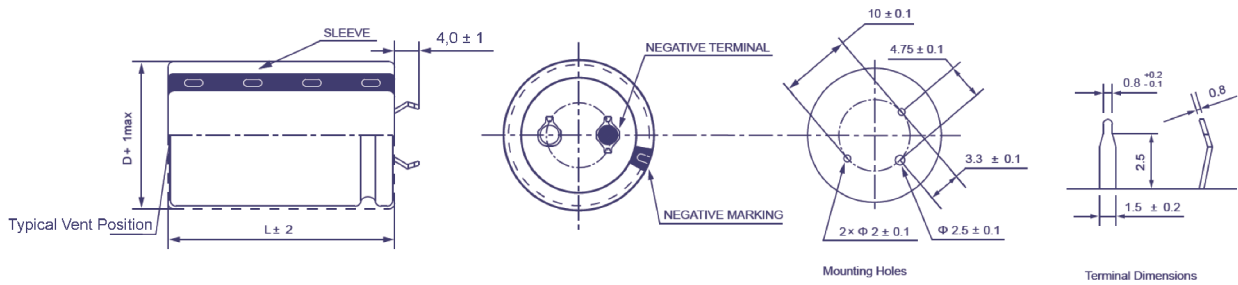 SLEEVE
4,0 ± 1
D+ 1max
Typical Vent Position
L± 2
NEGATIVE TERMINAL
NEGATIVE MARKING
10 ± 0.1
4.75 ± 0.1
3.3 ± 0.1
2× Φ 2 ± 0.1
Φ 2.5 ± 0.1
Mounting Holes
0.8 +0.2 -0.1
0.8
2.5
1.5 ± 0.2
Terminal Dimensions